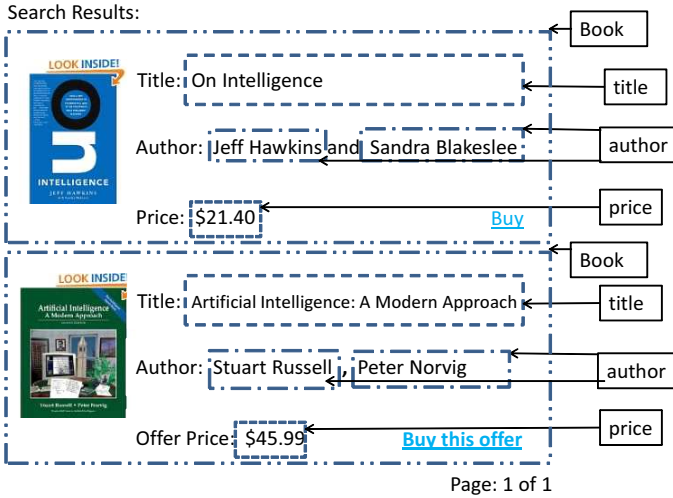 Search Results:
Book
LOOK INSIDE!
Title: On Intelligence
title
Author: Jeff Hawkins and Sandra Blakeslee
author
INTELLIGENCE
JEFF HAWKINS
Price: $21.40
Buy
price
Book
LOOK INSIDE!
Title: Artificial Intelligence: A Modern Approach
title
Artificial Intelligence
A Modern Approach
Author: Stuart Russell , Peter Norvig
author
Stuart Russell • Peter Norvig
Offer Price: $45.99
Buy this offer
price
Page: 1 of 1